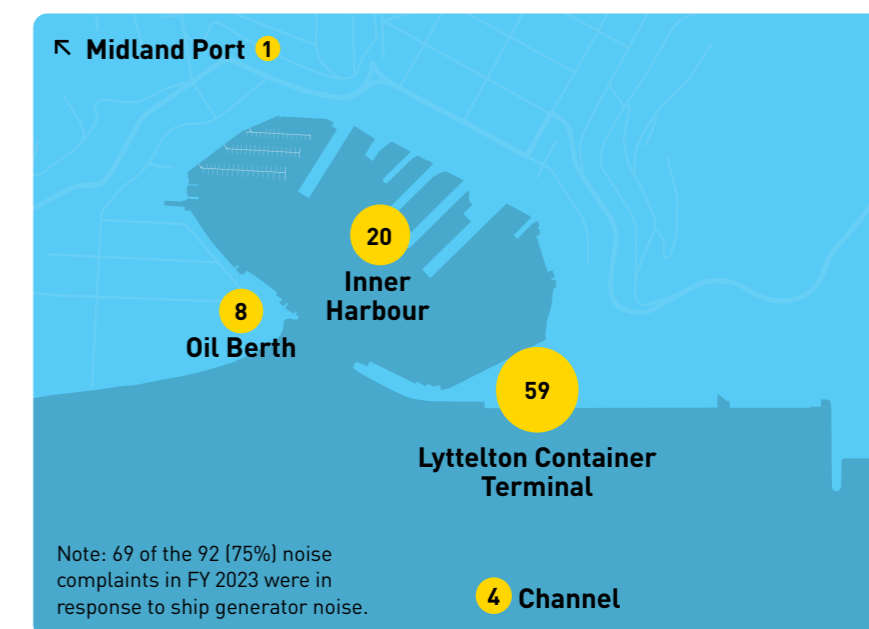 Midland Port 1
20
Inner
Harbour
8
Oil Berth
59
Lyttelton Container
Terminal
Note: 69 of the 92 (75%) noise
complaints in FY 2023 were in
response to ship generator noise.
4 Channel